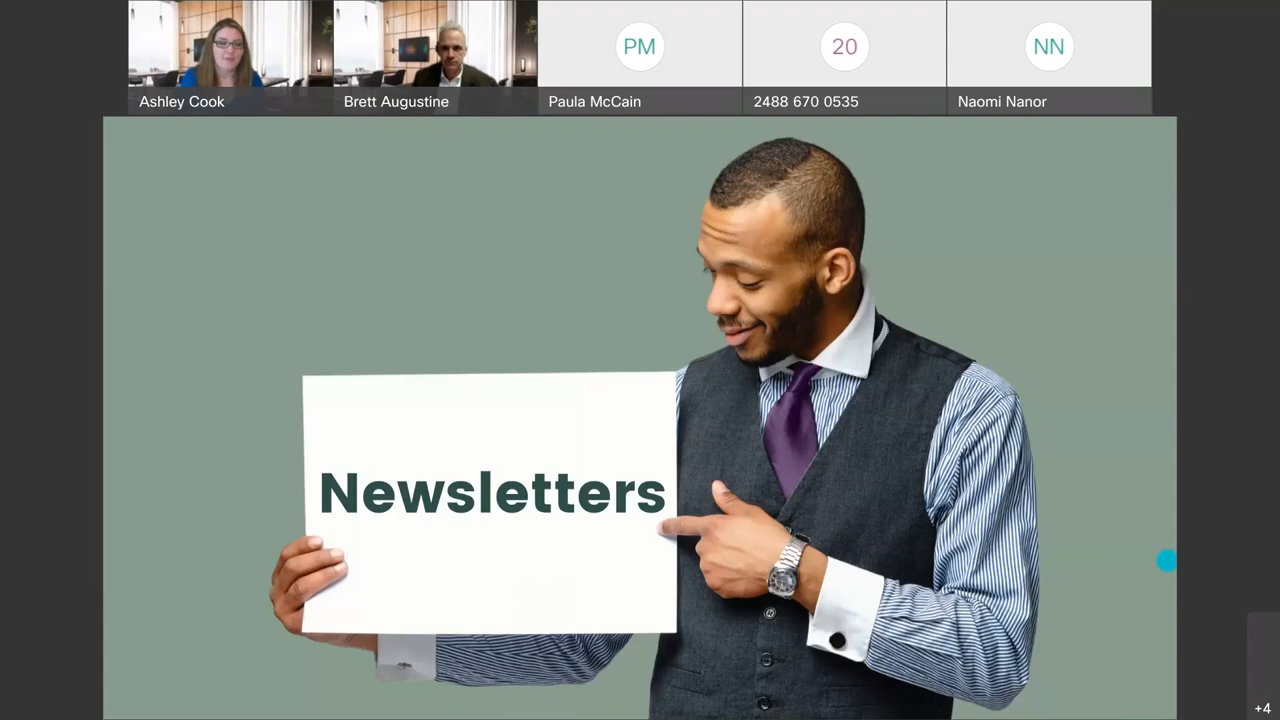 PM
20
NN
Ashley Cook
Brett Augustine
Paula McCain
2488 670 0535
Naomi Nanor
Newsletters
+4